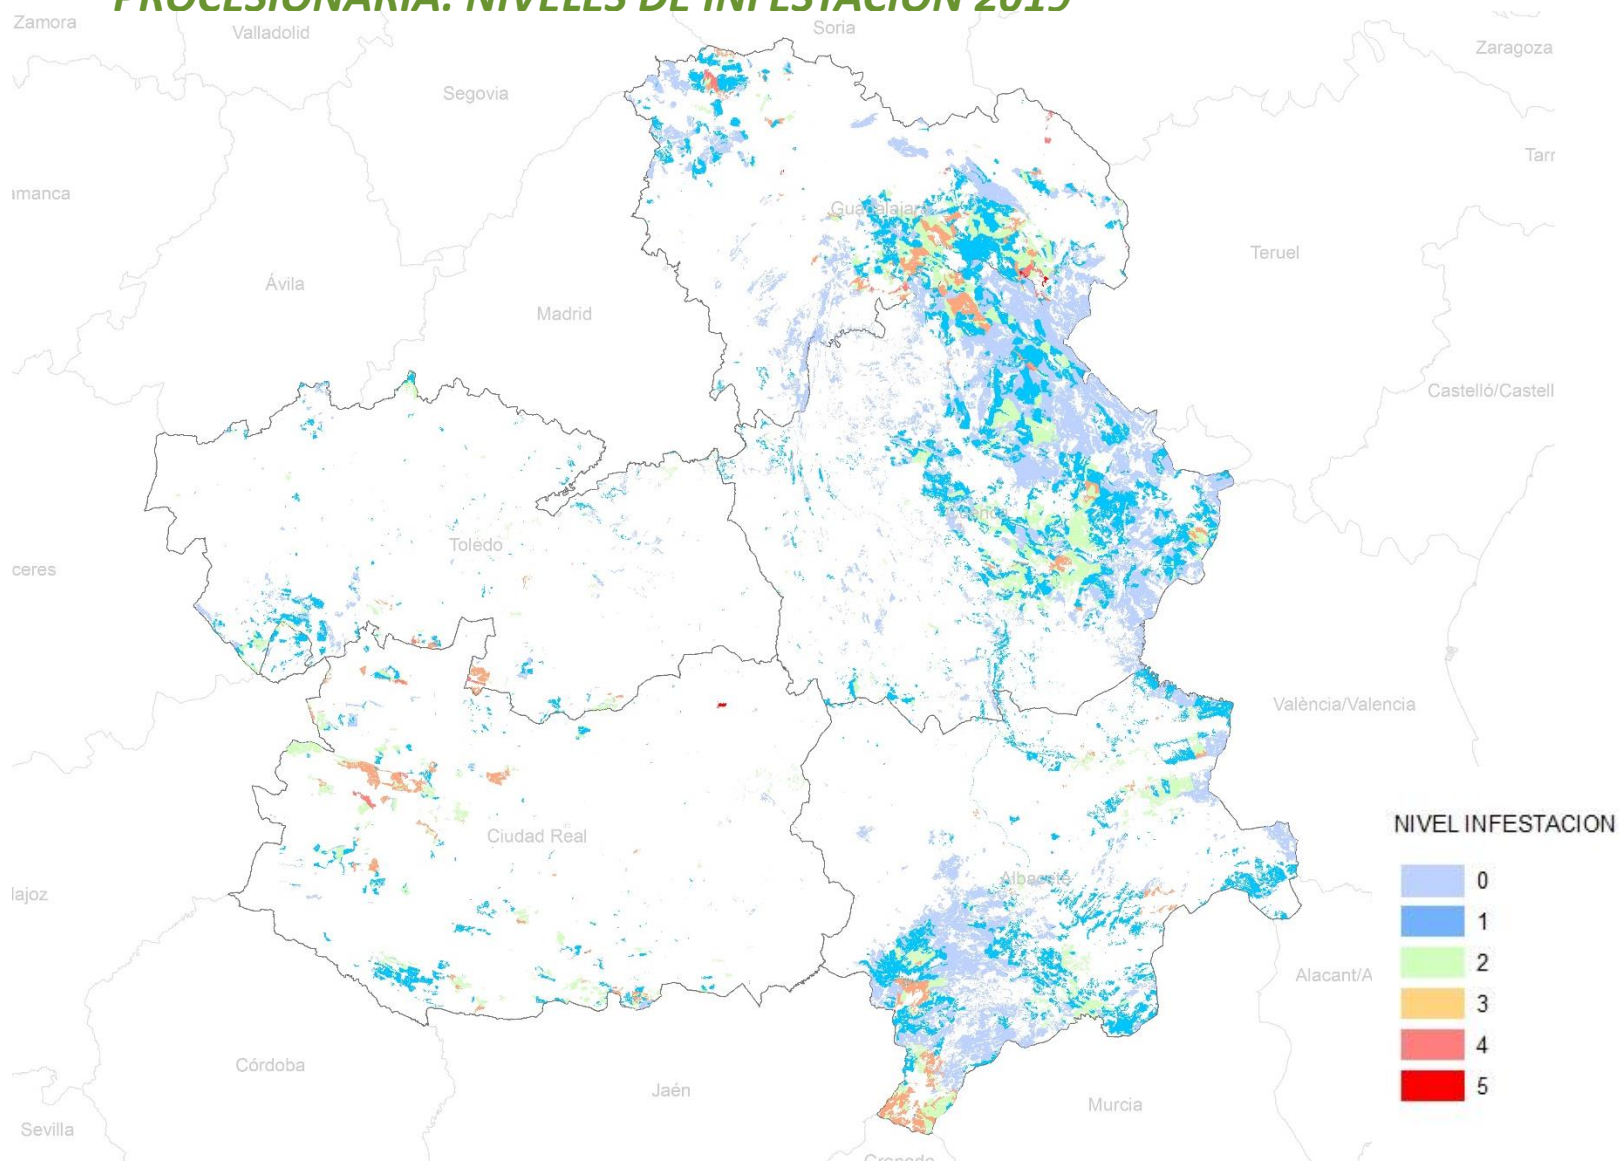 PROCESIONARIA: NIVELES DE INFESTACIÓN 2019
Zamora
Valladolid
Soria
Zaragoza
Segovia
Tarr
amanca
Guadalajara
Teruel
Ávila
Madrid
Castelló/Castell
Cuenca
Toledo
ceres
València/Valencia
NIVEL INFESTACION
Ciudad Real
Albacete
0
lajoz
1
2
Alacant/A
3
4
Córdoba
5
Jaén
Murcia
Sevilla
Granada